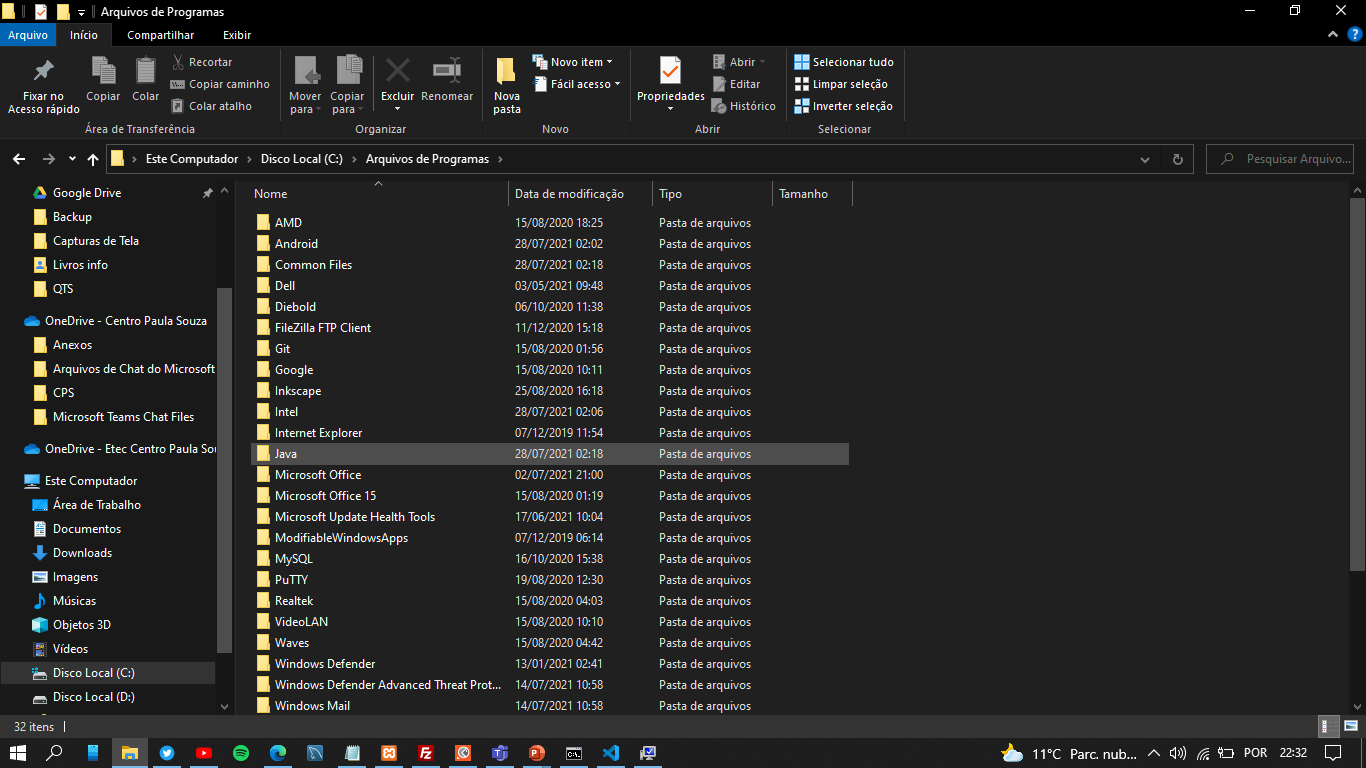 Arquivos de Programas
Arquivo Início Compartilhar Exibir
Fixar no Acesso rápido
Copiar
Colar
Recortar
Copiar caminho
Colar atalho
Área de Transferência
Mover para
Copiar para
Excluir
Renomear
Organizar
Nova pasta
Novo item
Fácil acesso
Novo
Propriedades
Abrir
Editar
Histórico
Abrir
Selecionar tudo
Limpar seleção
Inverter seleção
Selecionar
Este Computador > Disco Local (C:) > Arquivos de Programas >
Pesquisar Arquivo...
Google Drive
Backup
Capturas de Tela
Livros info
QTS
OneDrive - Centro Paula Souza
Anexos
Arquivos de Chat do Microsoft
CPS
Microsoft Teams Chat Files
OneDrive - Etec Centro Paula Sou
Este Computador
Área de Trabalho
Documentos
Downloads
Imagens
Músicas
Objetos 3D
Vídeos
Disco Local (C:)
Disco Local (D:)
Nome Data de modificação Tipo Tamanho
AMD 15/08/2020 18:25 Pasta de arquivos
Android 28/07/2021 02:02 Pasta de arquivos
Common Files 28/07/2021 02:18 Pasta de arquivos
Dell 03/05/2021 09:48 Pasta de arquivos
Diebold 06/10/2020 11:38 Pasta de arquivos
FileZilla FTP Client 11/12/2020 15:18 Pasta de arquivos
Git 15/08/2020 01:56 Pasta de arquivos
Google 15/08/2020 10:11 Pasta de arquivos
Inkscape 25/08/2020 16:18 Pasta de arquivos
Intel 28/07/2021 02:06 Pasta de arquivos
Internet Explorer 07/12/2019 11:54 Pasta de arquivos
Java 28/07/2021 02:18 Pasta de arquivos
Microsoft Office 02/07/2021 21:00 Pasta de arquivos
Microsoft Office 15 15/08/2020 01:19 Pasta de arquivos
Microsoft Update Health Tools 17/06/2021 10:04 Pasta de arquivos
ModifiableWindowsApps 07/12/2019 06:14 Pasta de arquivos
MySQL 16/10/2020 15:38 Pasta de arquivos
PuTTY 19/08/2020 12:30 Pasta de arquivos
Realtek 15/08/2020 04:03 Pasta de arquivos
VideoLAN 15/08/2020 10:10 Pasta de arquivos
Waves 15/08/2020 04:42 Pasta de arquivos
Windows Defender 13/01/2021 02:41 Pasta de arquivos
Windows Defender Advanced Threat Prot... 14/07/2021 10:58 Pasta de arquivos
Windows Mail 14/07/2021 10:58 Pasta de arquivos
32 itens
11°C Parc. nub... POR 22:32